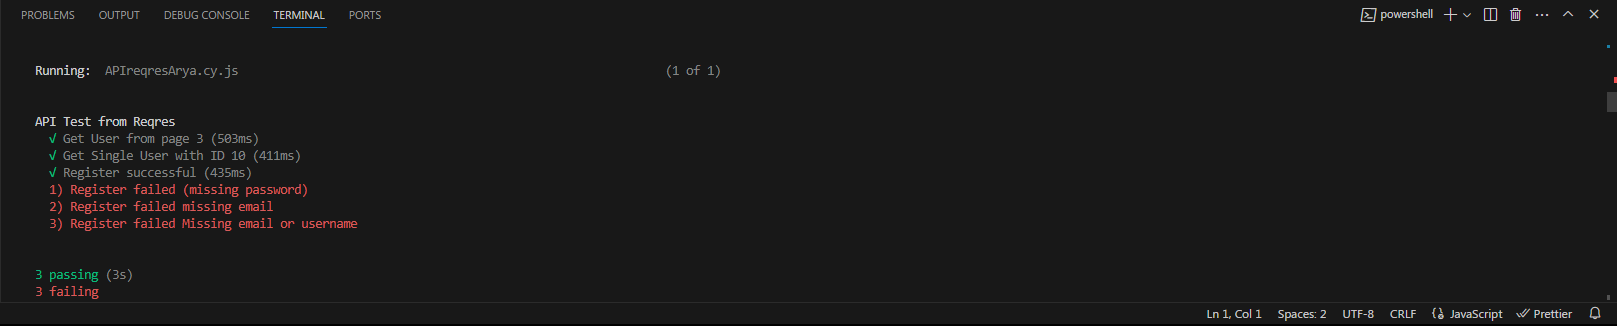 PROBLEMS OUTPUT DEBUG CONSOLE TERMINAL PORTS powershell
Running: APIreqresArya.cy.js (1 of 1)
API Test from Reqres
√ Get User from page 3 (503ms)
√ Get Single User with ID 10 (411ms)
√ Register successful (435ms)
1) Register failed (missing password)
2) Register failed missing email
3) Register failed Missing email or username
3 passing (3s)
3 failing
Ln 1, Col 1 Spaces: 2 UTF-8 CRLF JavaScript Prettier